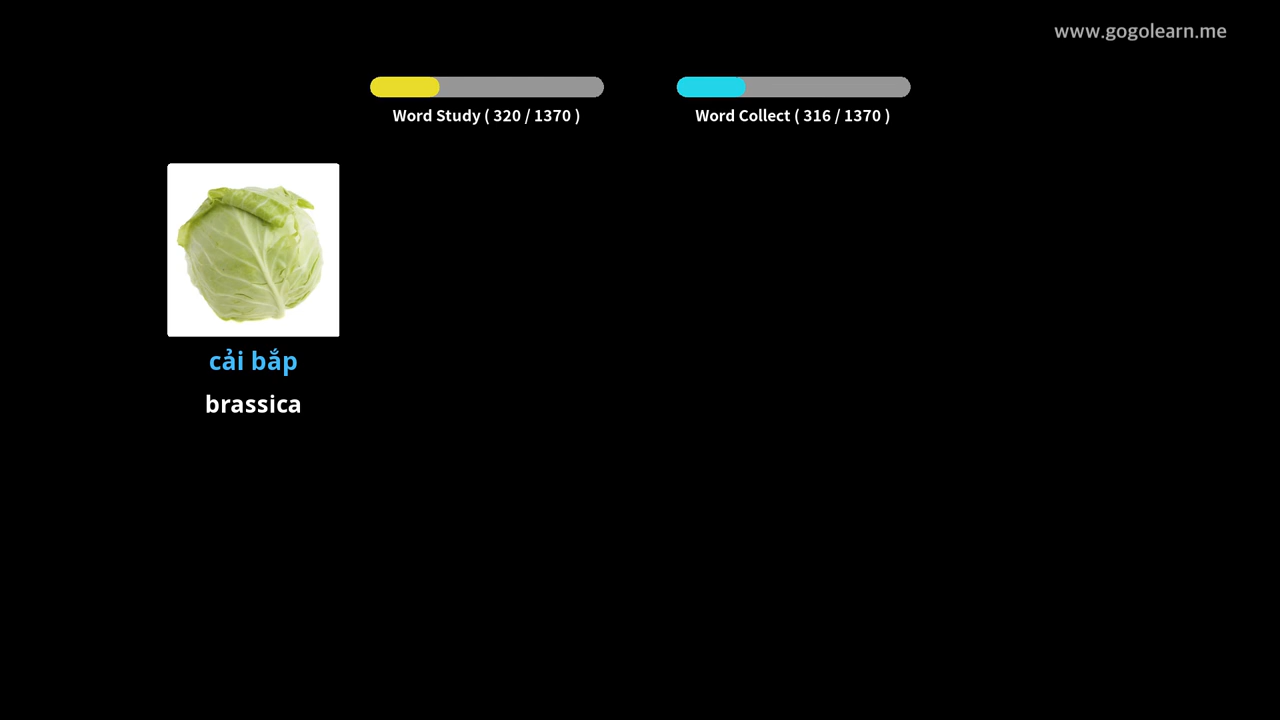 www.gogolearn.me
Word Study ( 320 / 1370 )
Word Collect ( 316 / 1370 )
cải bắp
brassica